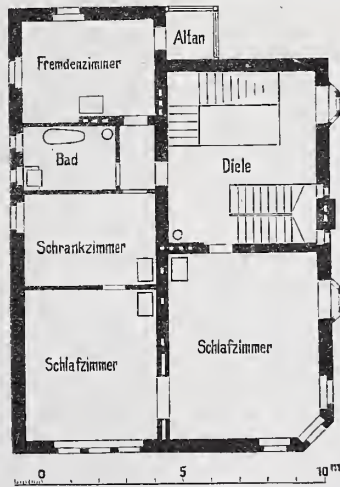 Altan
Fremdenzimmer
Bad
Diele
Schrankzimmer
Schlafzimmer
Schlafzimmer
0 5 10 m